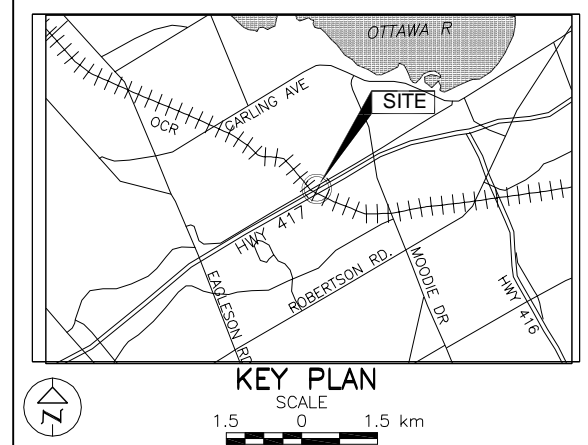 OTTAWA R
SITE
CARLING AVE
OCR
HWY 417
ROBERTSON RD.
MOODIE DR
EAGLESON RD
HWY 416
KEY PLAN
SCALE
1.5 0 1.5 km
N